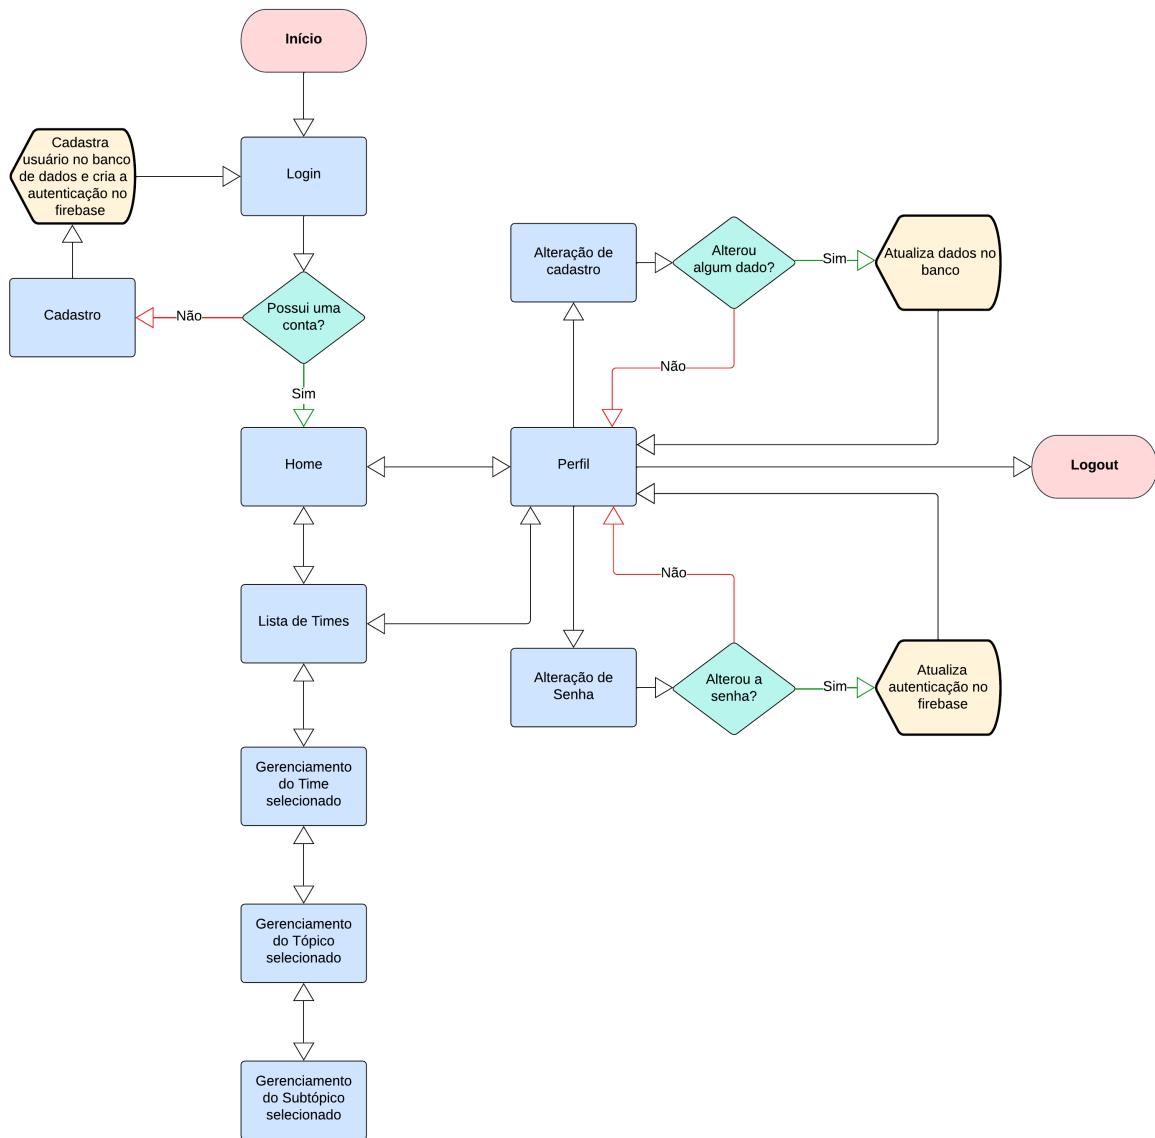 Início
Cadastra
usuário no banco
de dados e cria a
autenticação no
firebase
Login
Alteração de
cadastro
Alterou
algum dado?
Sim
Atualiza dados no
banco
Cadastro
Não
Possui uma
conta?
Não
Sim
Home
Perfil
Logout
Não
Lista de Times
Alteração de
Senha
Alterou a
senha?
Sim
Atualiza
autenticação no
firebase
Gerenciamento
do Time
selecionado
Gerenciamento
do Tópico
selecionado
Gerenciamento
do Subtópico
selecionado